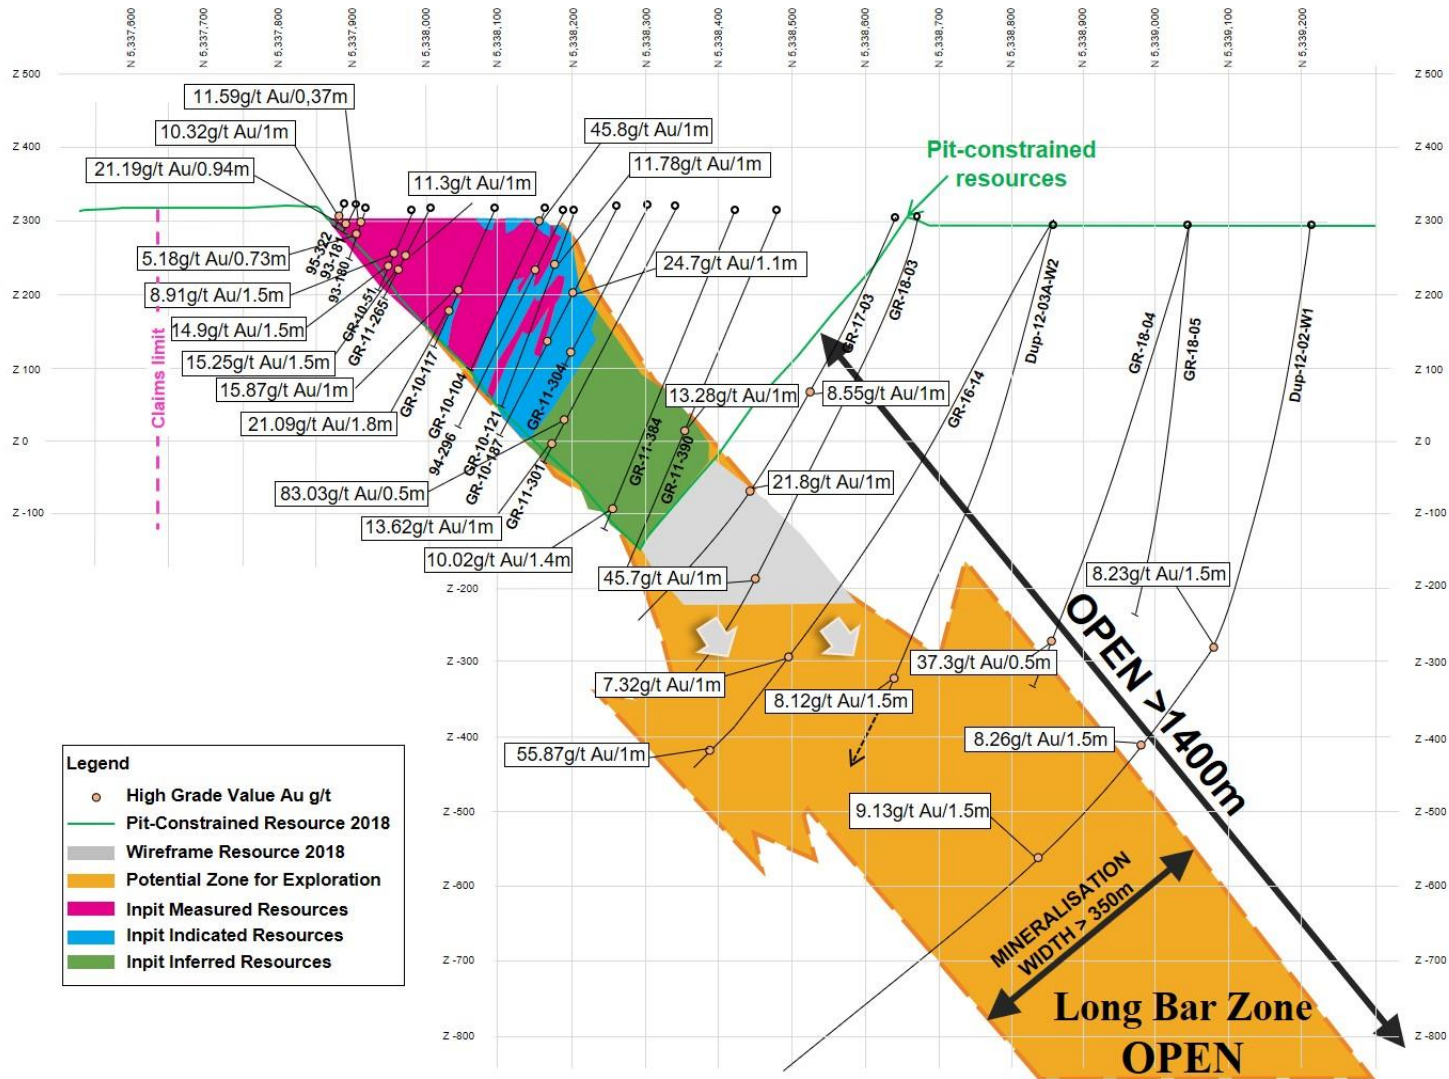 N 5,337,600
N 5,337,700
N 5,337,800
N 5,337,900
N 5,338,000
N 5,338,100
N 5,338,200
N 5,338,300
N 5,338,400
N 5,338,500
N 5,338,600
N 5,338,700
N 5,338,800
N 5,338,900
N 5,339,000
N 5,339,100
N 5,339,200
Z 500
Z 500
11.59g/t Au/0,37m
10.32g/t Au/1m
45.8g/t Au/1m
Z 400
Z 400
Pit-constrained
resources
21.19g/t Au/0.94m
11.3g/t Au/1m
11.78g/t Au/1m
Z 300
Z 300
5.18g/t Au/0.73m
95-322
93-181
93-180
24.7g/t Au/1.1m
8.91g/t Au/1.5m
Z 200
Z 200
14.9g/t Au/1.5m
GR-10-51
GR-11-265
GR-17-03
GR-18-03
Dup-12-03A-W2
GR-18-04
GR-18-05
Dup-12-02-W1
15.25g/t Au/1.5m
Z 100
Z 100
15.87g/t Au/1m
GR-10-117
GR-10-104
GR-11-304
13.28g/t Au/1m
8.55g/t Au/1m
GR-16-14
Claims limit
21.09g/t Au/1.8m
Z 0
Z 0
94-296
GR-10-121
GR-10-187
GR-11-301
GR-11-384
GR-11-390
83.03g/t Au/0.5m
21.8g/t Au/1m
Z -100
Z -100
13.62g/t Au/1m
10.02g/t Au/1.4m
45.7g/t Au/1m
8.23g/t Au/1.5m
Z -200
Z -200
OPEN >1400m
Z -300
Z -300
37.3g/t Au/0.5m
7.32g/t Au/1m
8.12g/t Au/1.5m
Z -400
Z -400
55.87g/t Au/1m
8.26g/t Au/1.5m
Z -500
Z -500
9.13g/t Au/1.5m
Z -600
Z -600
MINERALISATION
WIDTH > 350m
Z -700
Z -700
Z -800
Z -800
Long Bar Zone
OPEN
Legend
High Grade Value Au g/t
Pit-Constrained Resource 2018
Wireframe Resource 2018
Potential Zone for Exploration
Inpit Measured Resources
Inpit Indicated Resources
Inpit Inferred Resources